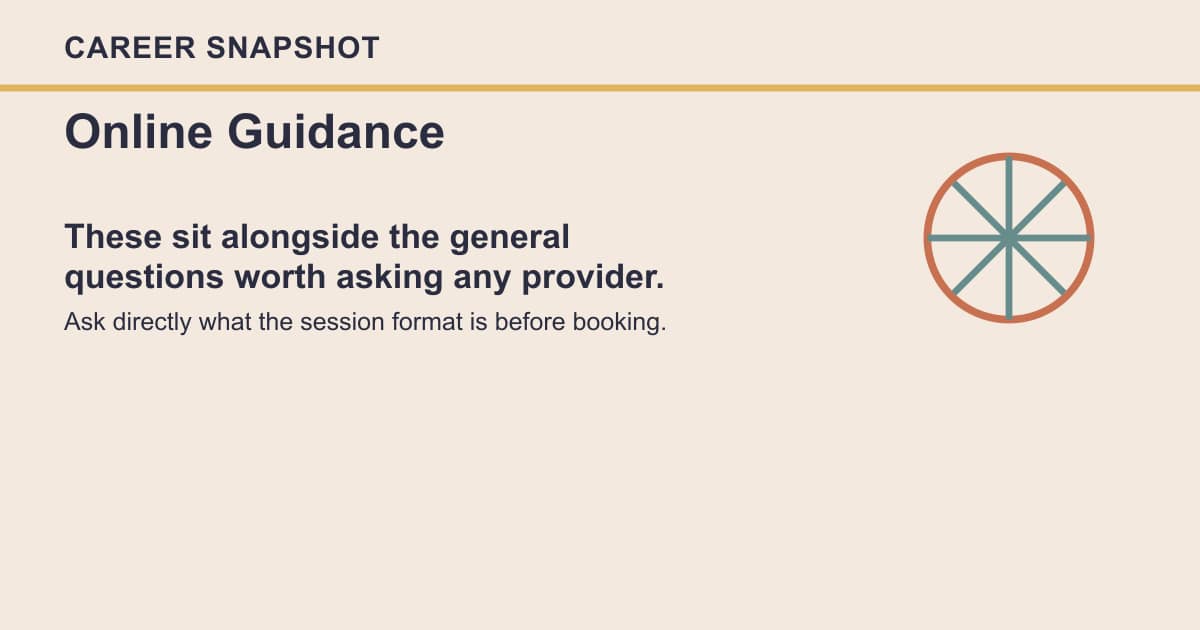 CAREER SNAPSHOT
Online Guidance
These sit alongside the general
questions worth asking any provider.
Ask directly what the session format is before booking.